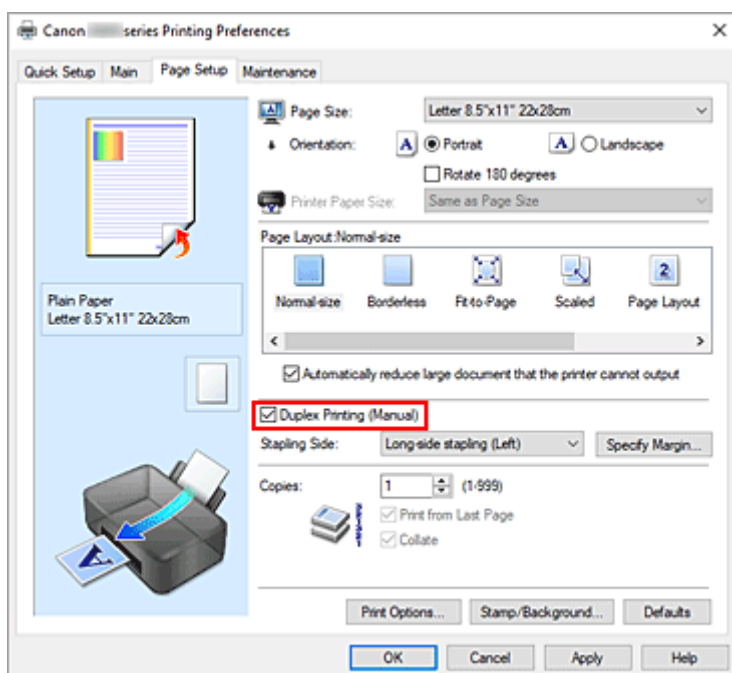 Canon series Printing Preferences
Quick Setup Main Page Setup Maintenance
Page Size: Letter 8.5"x11" 22x28cm
Orientation: A Portrait A Landscape
Rotate 180 degrees
Printer Paper Size: Same as Page Size
Page Layout:Normal-size
Normal-size Borderless Fit-to-Page Scaled Page Layout
Plain Paper
Letter 8.5"x11" 22x28cm
Automatically reduce large document that the printer cannot output
Duplex Printing (Manual)
Stapling Side: Long-side stapling (Left) Specify Margin...
Copies: 1 (1-999)
Print from Last Page
Collate
Print Options... Stamp/Background... Defaults
OK Cancel Apply Help